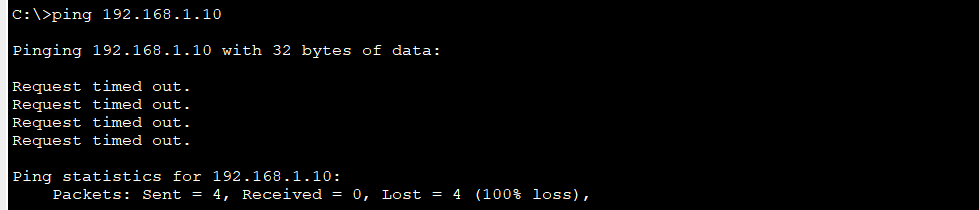 C:\>ping 192.168.1.10
Pinging 192.168.1.10 with 32 bytes of data:
Request timed out.
Request timed out.
Request timed out.
Request timed out.
Ping statistics for 192.168.1.10:
Packets: Sent = 4, Received = 0, Lost = 4 (100% loss),